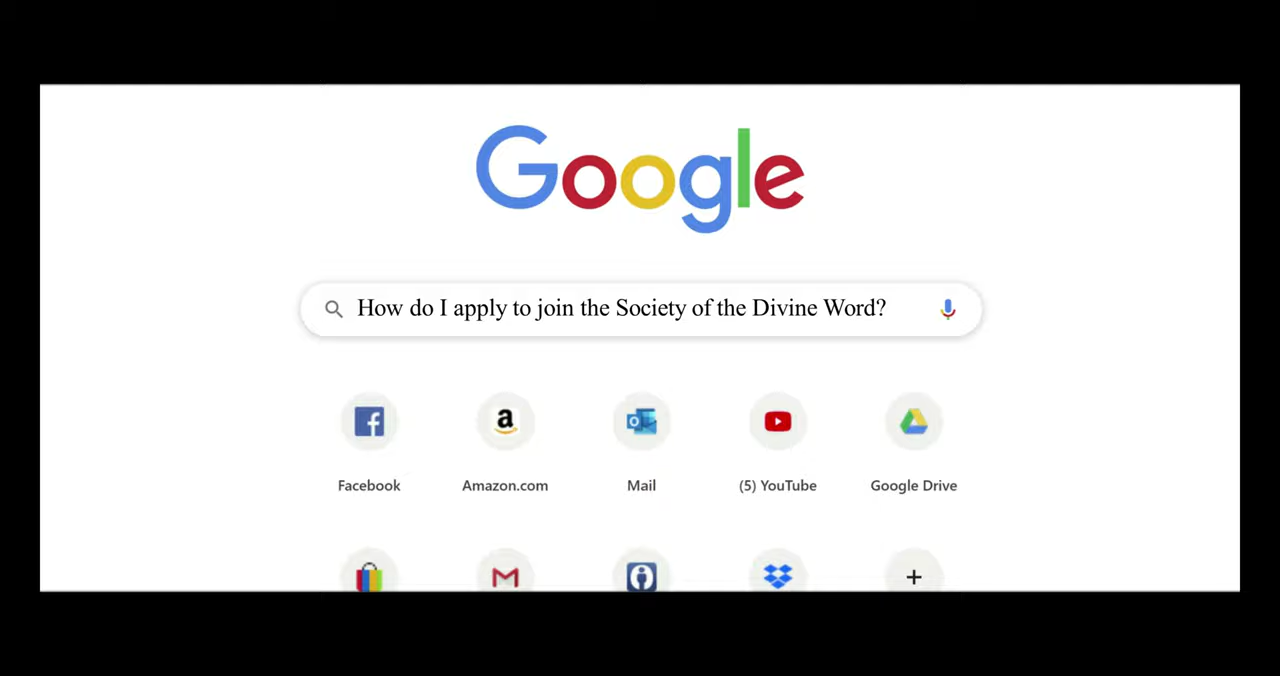 Google
How do I apply to join the Society of the Divine Word?
Facebook
Amazon.com
Mail
(5) YouTube
Google Drive